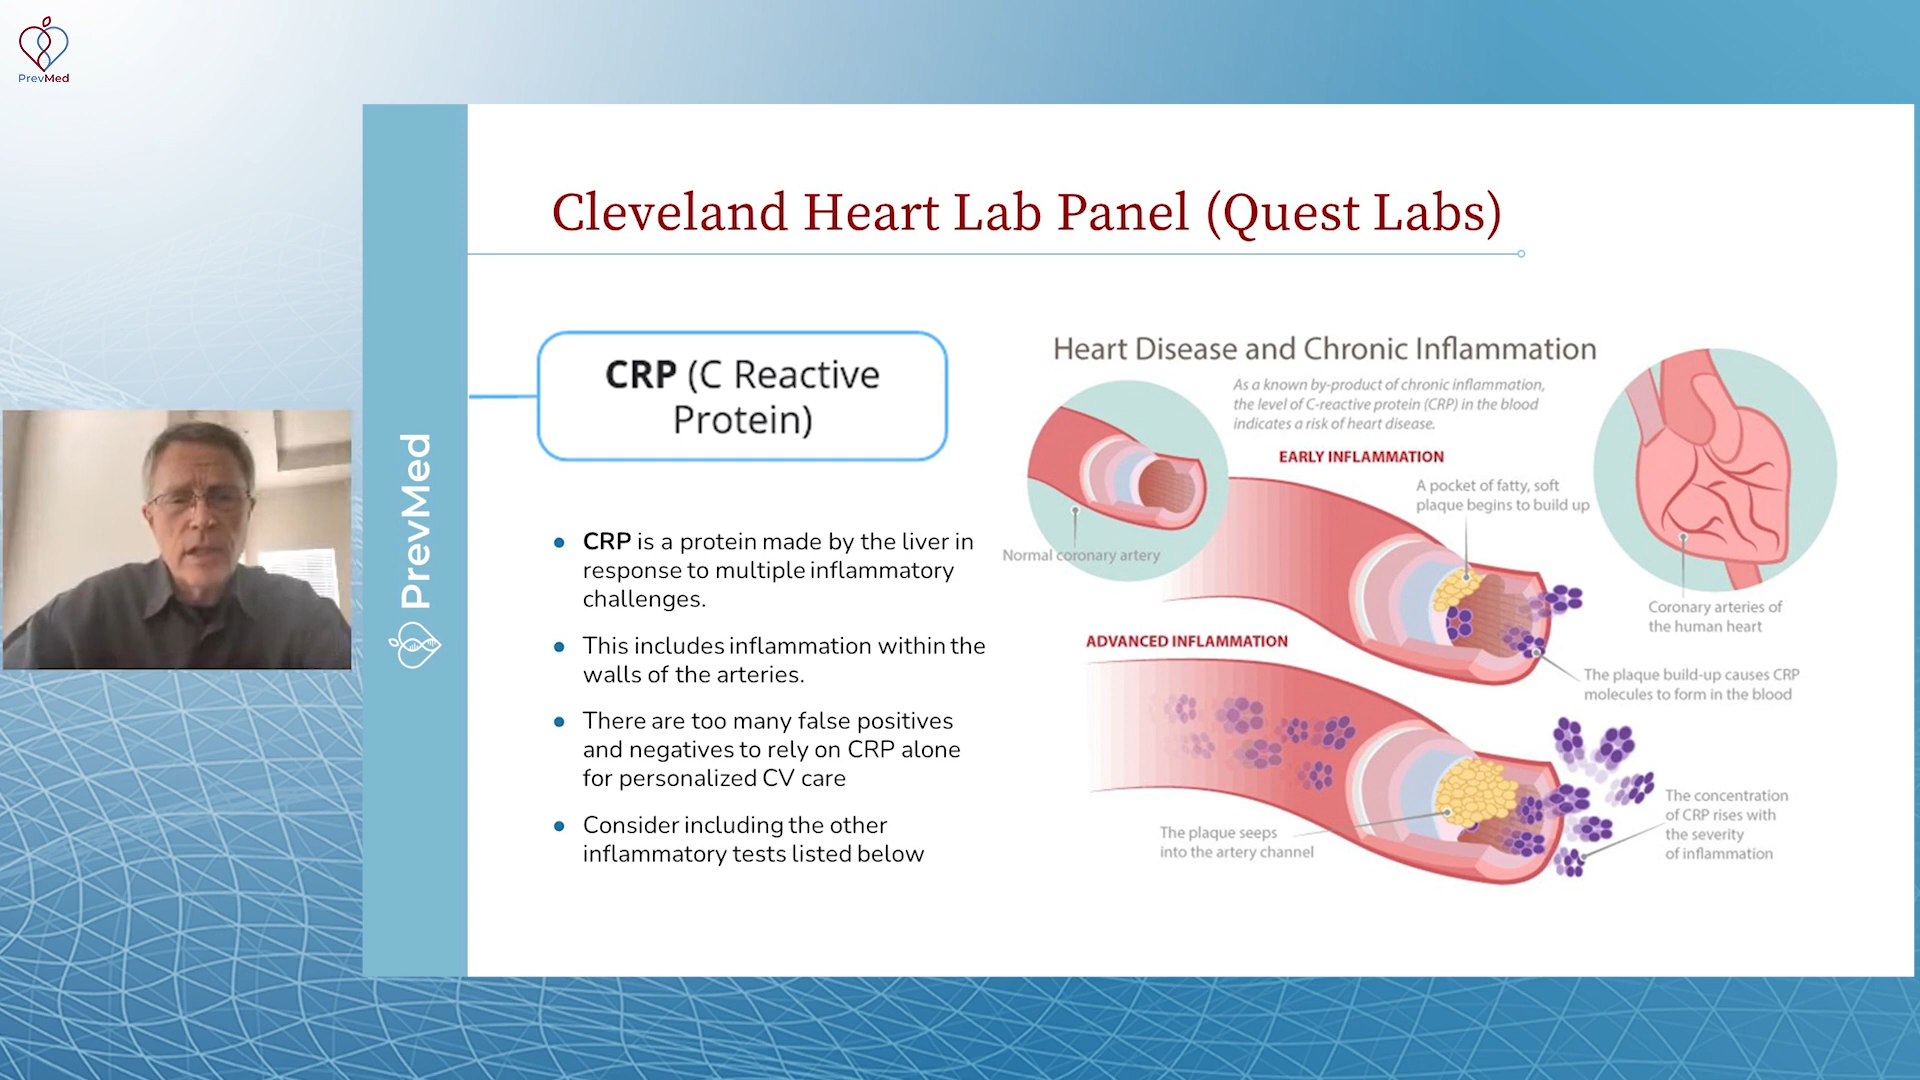 PrevMed
PrevMed
Cleveland Heart Lab Panel (Quest Labs)
CRP (C Reactive
Protein)
CRP is a protein made by the liver in
response to multiple inflammatory
challenges.
This includes inflammation within the
walls of the arteries.
There are too many false positives
and negatives to rely on CRP alone
for personalized CV care
Consider including the other
inflammatory tests listed below
Heart Disease and Chronic Inflammation
As a known by-product of chronic inflammation,
the level of C-reactive protein (CRP) in the blood
indicates a risk of heart disease.
EARLY INFLAMMATION
A pocket of fatty, soft
plaque begins to build up
Normal coronary artery
Coronary arteries of
the human heart
ADVANCED INFLAMMATION
The plaque build-up causes CRP
molecules to form in the blood
The concentration
of CRP rises with
the severity
of inflammation
The plaque seeps
into the artery channel